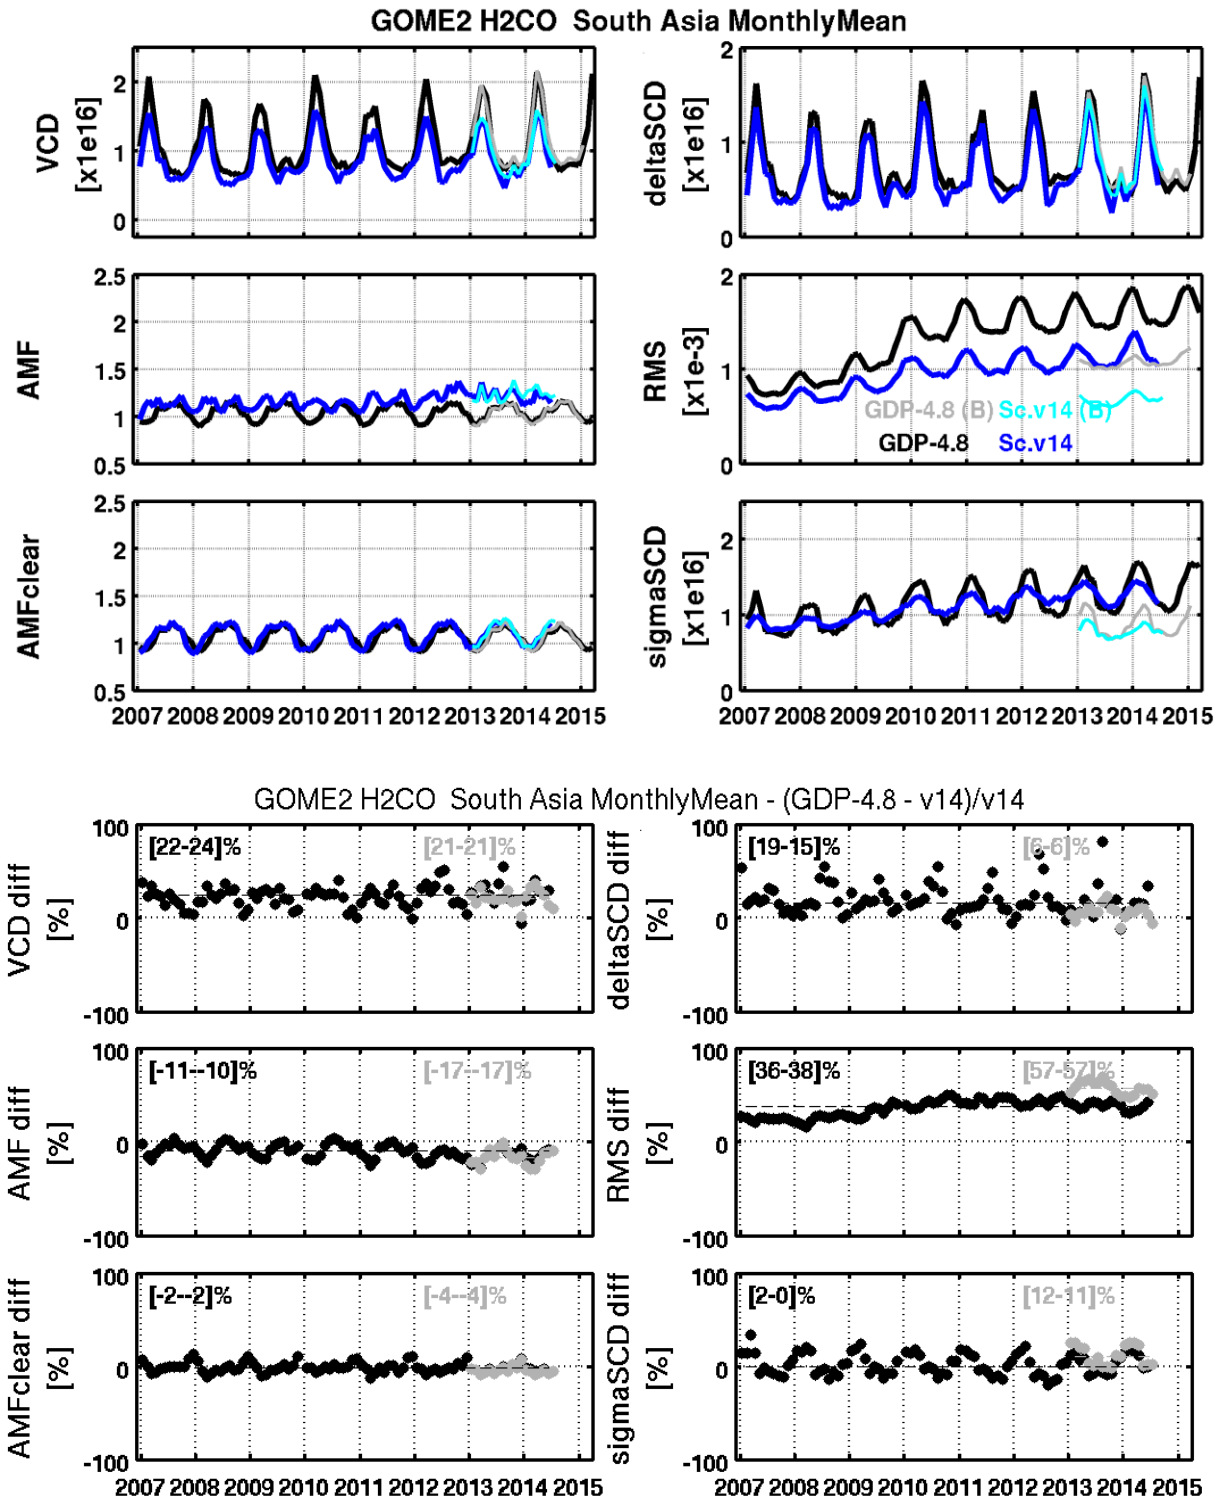 GOME2 H2CO  South Asia MonthlyMean
VCD
[x1e16]
2
1
0
deltaSCD
[x1e16]
2
1
0
AMF
2.5
2
1.5
1
0.5
RMS
[x1e-3]
2
1
0
GDP-4.8 (B) Sc.v14 (B)
GDP-4.8 Sc.v14
AMFclear
2.5
2
1.5
1
0.5
sigmaSCD
[x1e16]
2
1
0
2007 2008 2009 2010 2011 2012 2013 2014 2015
2007 2008 2009 2010 2011 2012 2013 2014 2015
GOME2 H2CO  South Asia MonthlyMean - (GDP-4.8 - v14)/v14
VCD diff
[%]
100
0
-100
[22-24]%
[21-21]%
deltaSCD diff
[%]
100
0
-100
[19-15]%
[6-6]%
AMF diff
[%]
100
0
-100
[-11--10]%
[-17--17]%
RMS diff
[%]
100
0
-100
[36-38]%
[57-57]%
AMFclear diff
[%]
100
0
-100
[-2--2]%
[-4--4]%
sigmaSCD diff
[%]
100
0
-100
[2-0]%
[12-11]%
2007 2008 2009 2010 2011 2012 2013 2014 2015
2007 2008 2009 2010 2011 2012 2013 2014 2015